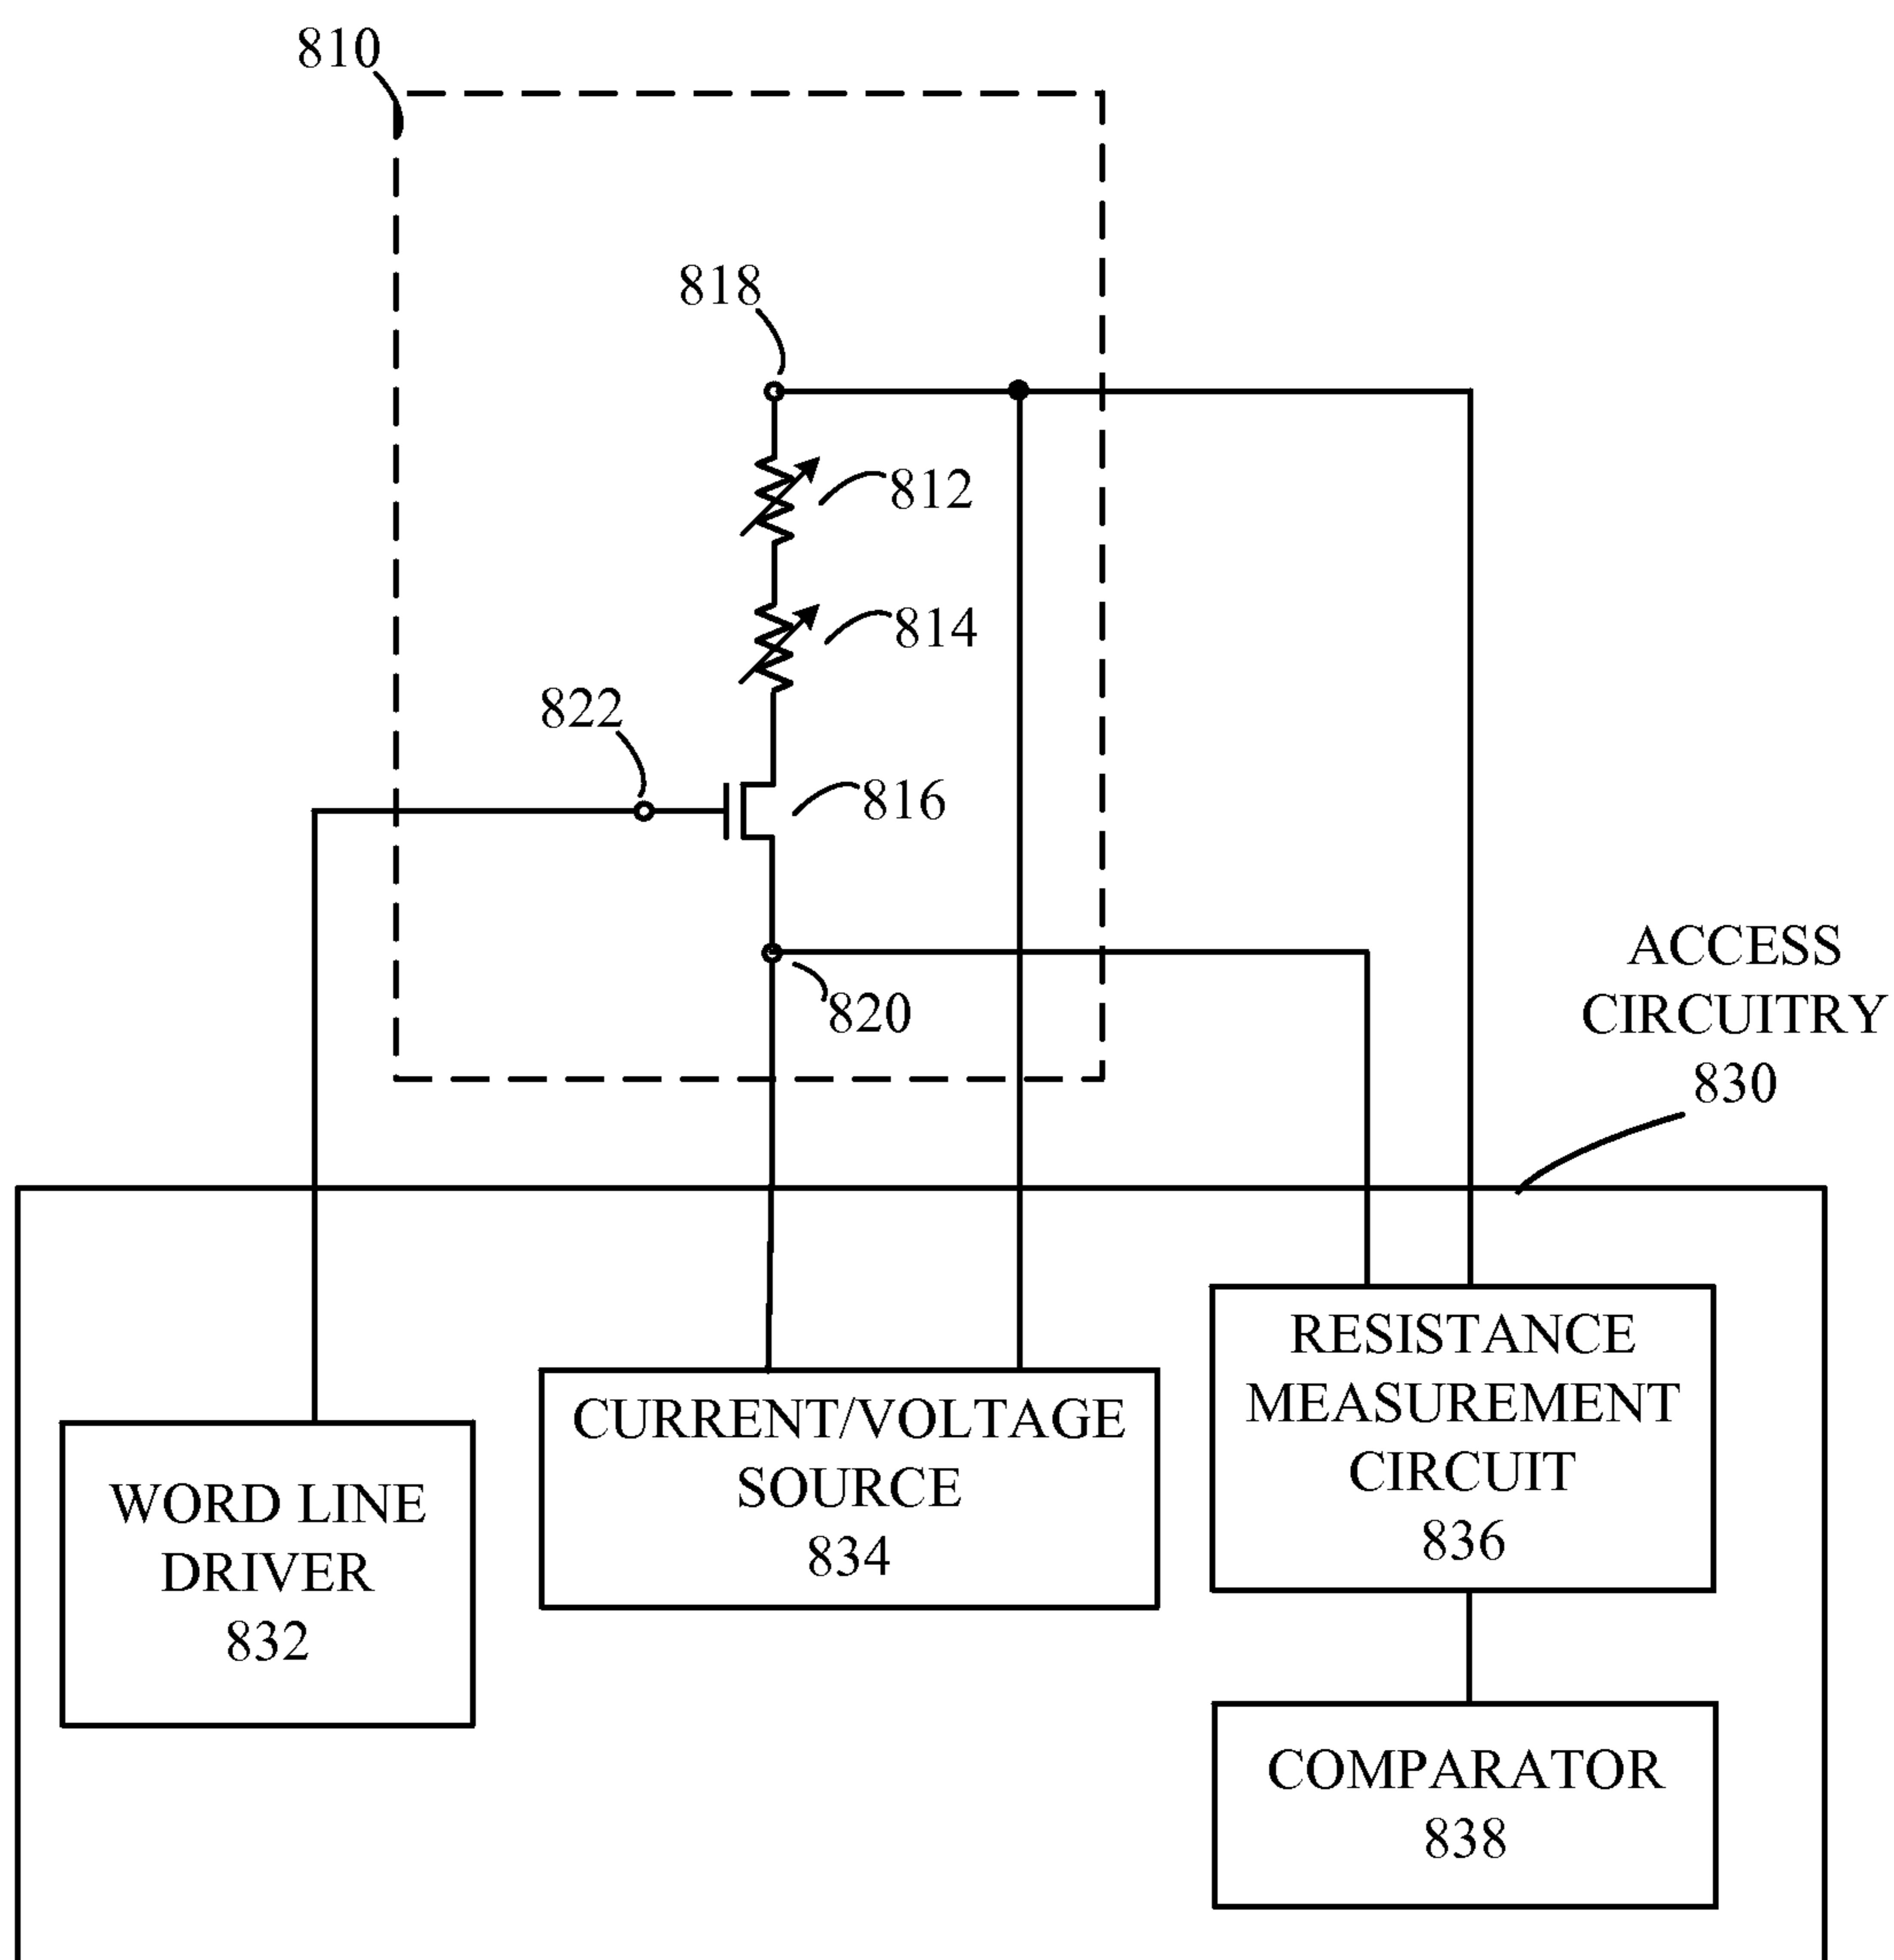 810
818
812
814
822
816
820
ACCESS
CIRCUITRY
830
WORD LINE
DRIVER
832
CURRENT/VOLTAGE
SOURCE
834
RESISTANCE
MEASUREMENT
CIRCUIT
836
COMPARATOR
838